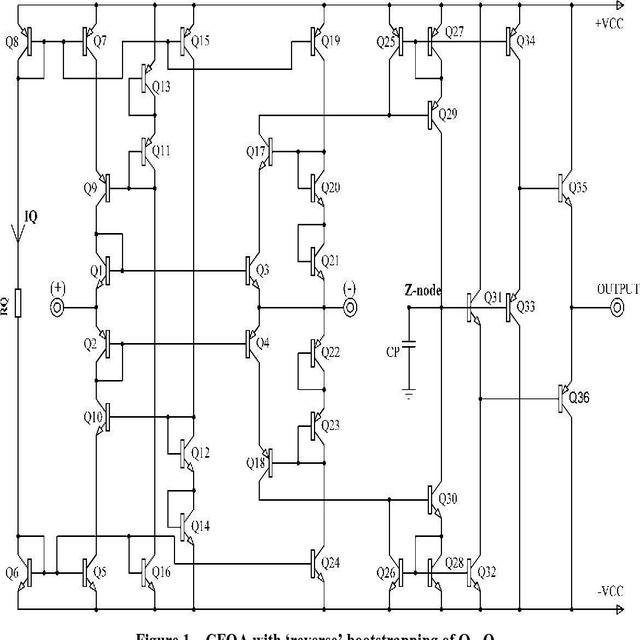 Q8 Q7 Q15 Q19 Q25 Q27 Q34 +VCC
Q13
Q29
Q11 Q17
Q9 Q20 Q35
IQ
Q1 Q3 Q21
(+) (-) Z-node Q31 Q33 OUTPUT
RQ
Q2 Q4 Q22 CP
Q10 Q23 Q36
Q12 Q18
Q14 Q30
Q6 Q5 Q16 Q24 Q26 Q28 Q32
-VCC
Figure 1 CFOA with traverse' bootstrapping of Q Q